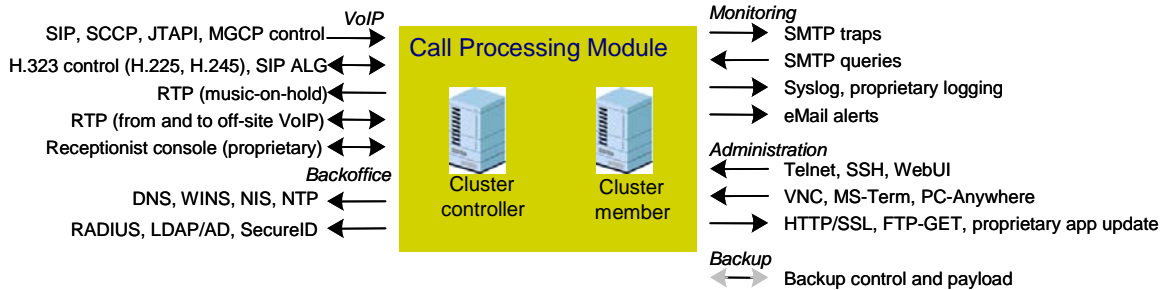 VoIP
SIP, SCCP, JTAPI, MGCP control
H.323 control (H.225, H.245), SIP ALG
RTP (music-on-hold)
RTP (from and to off-site VoIP)
Receptionist console (proprietary)
Backoffice
DNS, WINS, NIS, NTP
RADIUS, LDAP/AD, SecureID
Call Processing Module
Cluster
controller
Cluster
member
Monitoring
SMTP traps
SMTP queries
Syslog, proprietary logging
eMail alerts
Administration
Telnet, SSH, WebUI
VNC, MS-Term, PC-Anywhere
HTTP/SSL, FTP-GET, proprietary app update
Backup
Backup control and payload